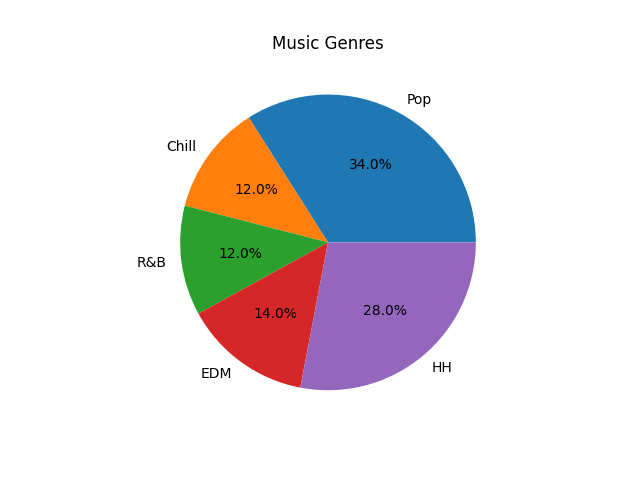 Music Genres
Pop
34.0%
Chill
12.0%
R&B
12.0%
EDM
14.0%
HH
28.0%